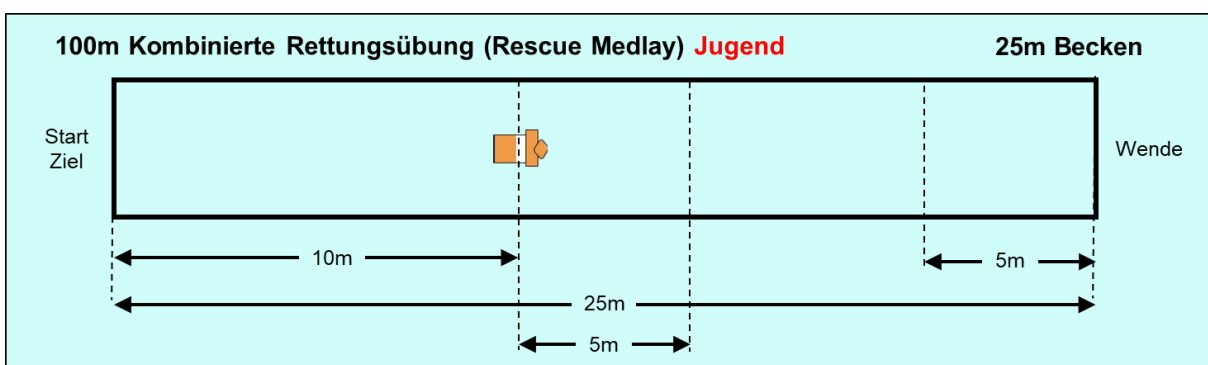 100m Kombinierte Rettungsübung (Rescue Medlay) Jugend 25m Becken
Start
Ziel
Wende
10m
5m
25m
5m